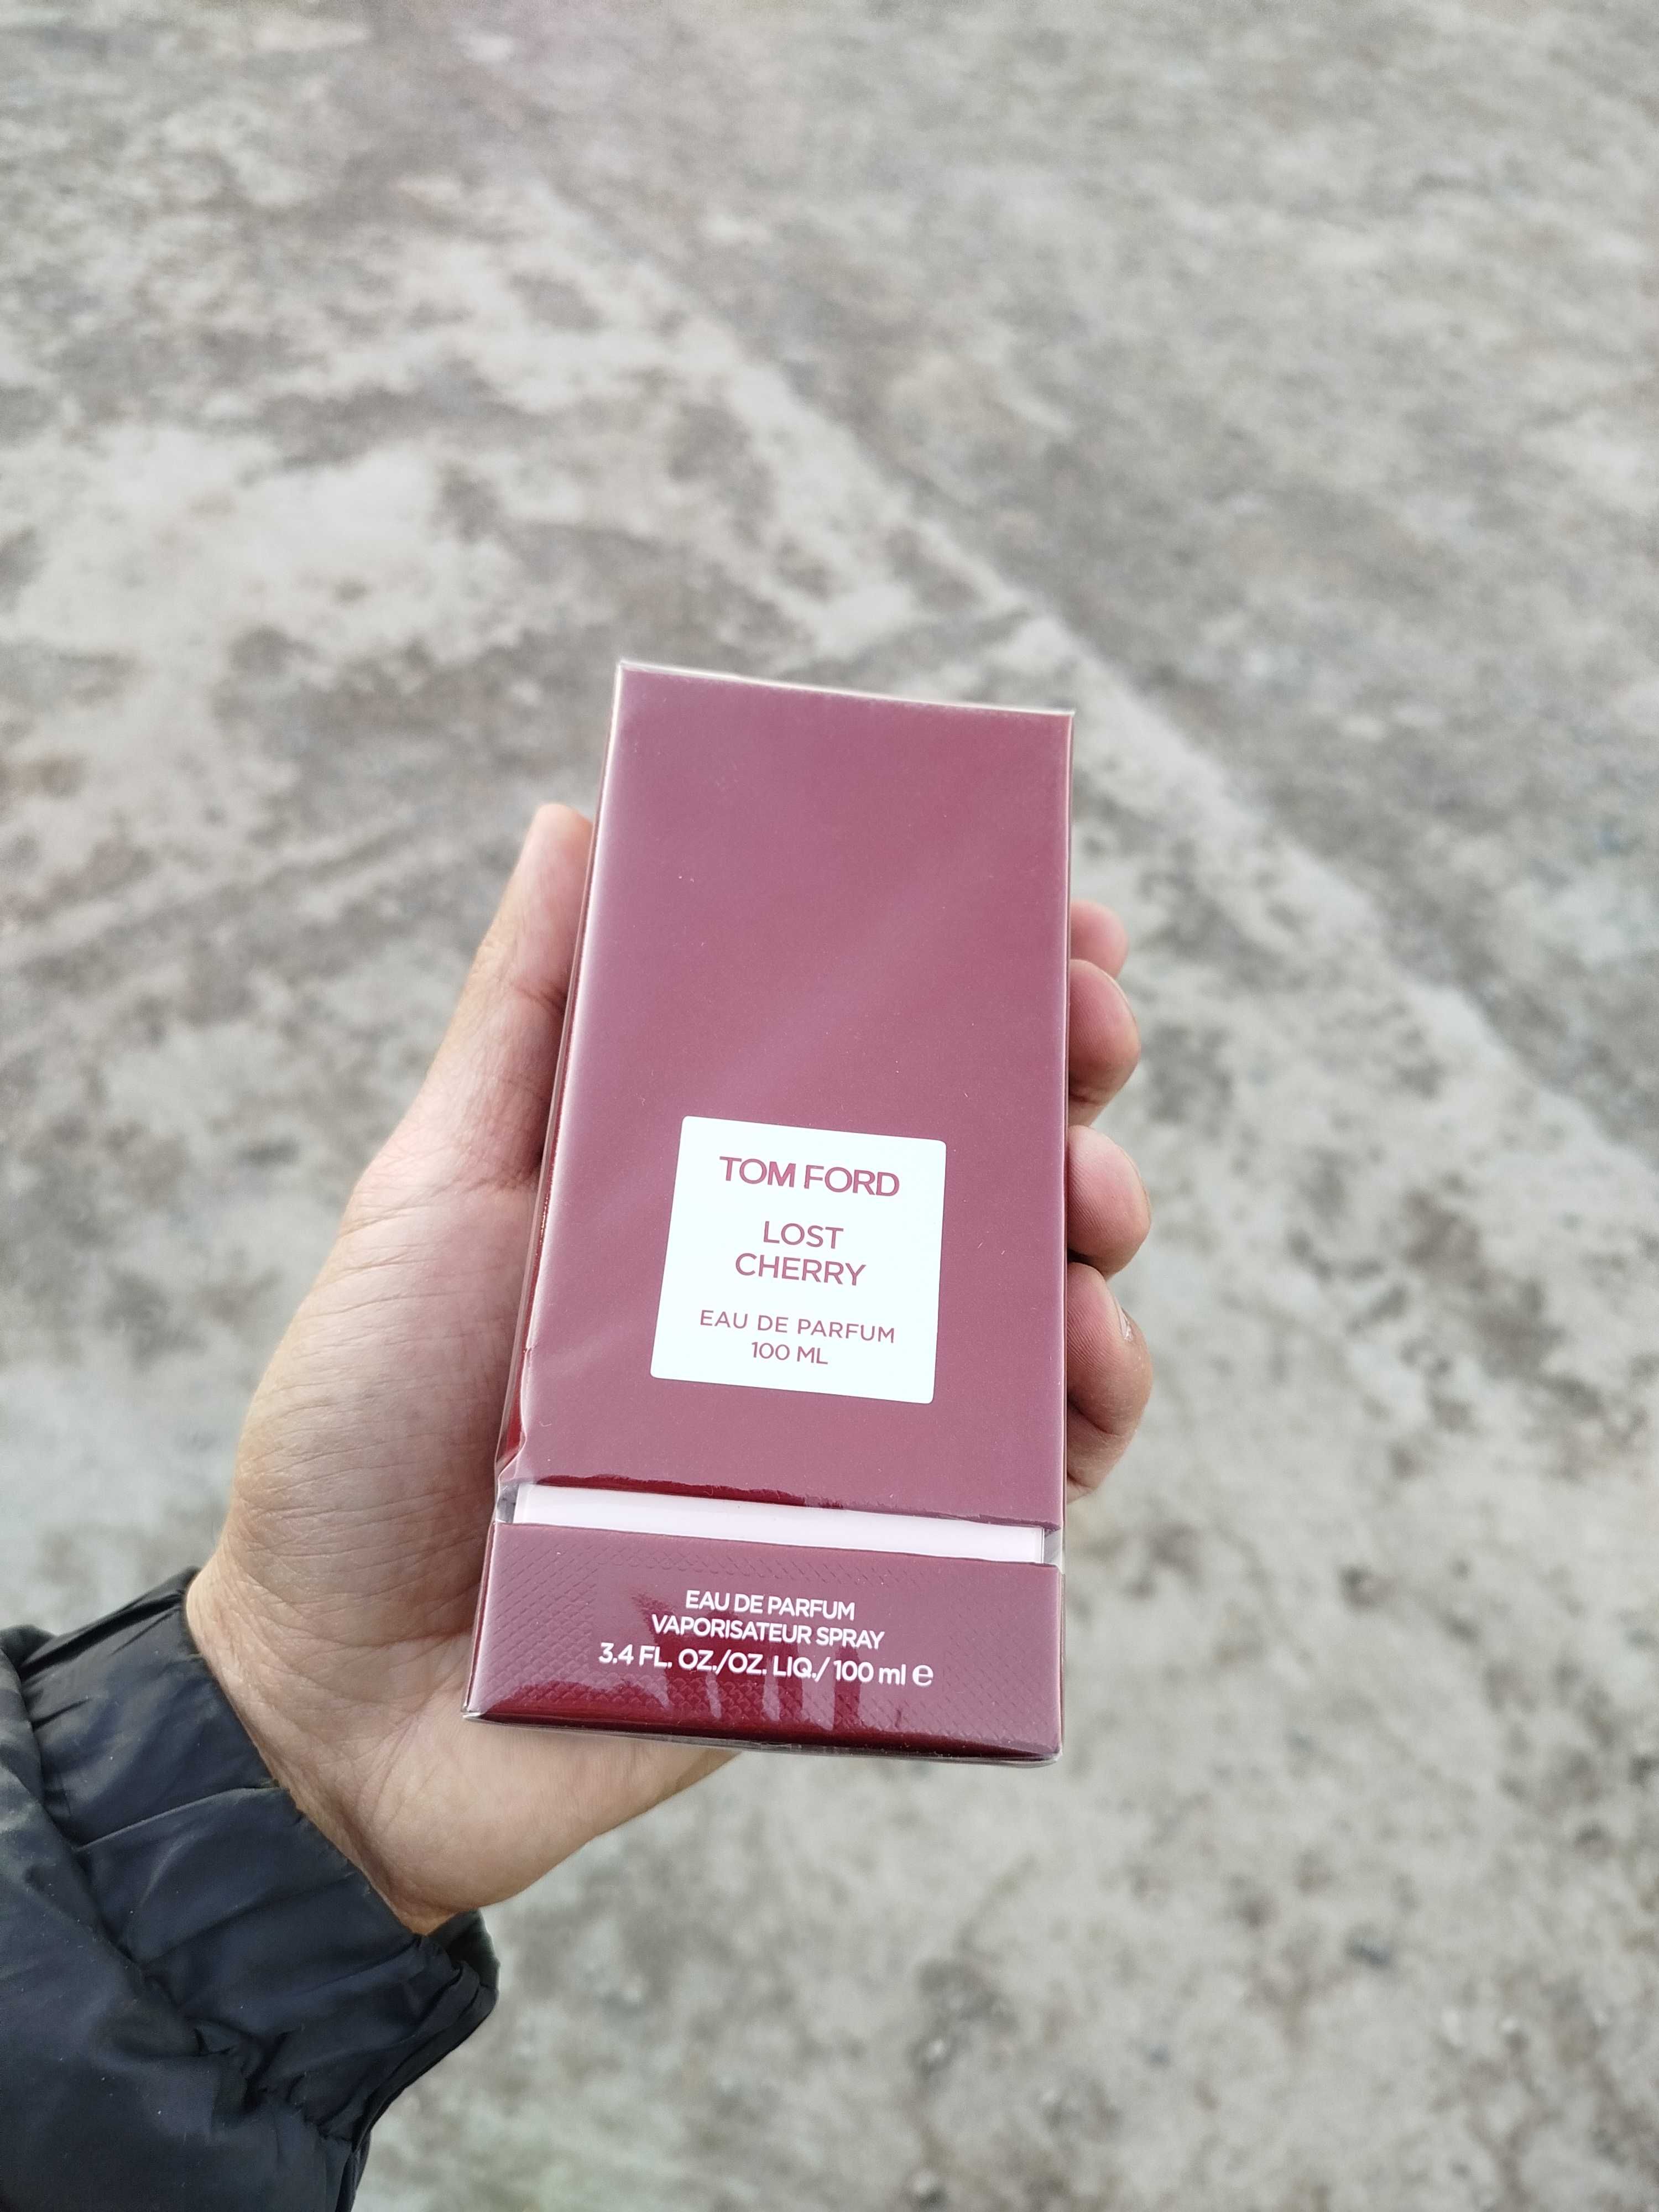 TOM FORD
LOST
CHERRY
EAU DE PARFUM
100 ML
EAU DE PARFUM
VAPORISATEUR SPRAY
3.4 FL. OZ./OZ. LIQ./ 100 ml ℮